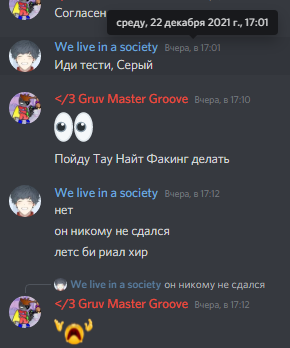 Согласен
среду, 22 декабря 2021 г., 17:01
We live in a society Вчера, в 17:01
Иди тести, Серый
</3 Gruv Master Groove Вчера, в 17:10
Пойду Тау Найт Факинг делать
We live in a society Вчера, в 17:12
нет
он никому не сдался
летс би риал хир
We live in a society он никому не сдался
</3 Gruv Master Groove Вчера, в 17:12